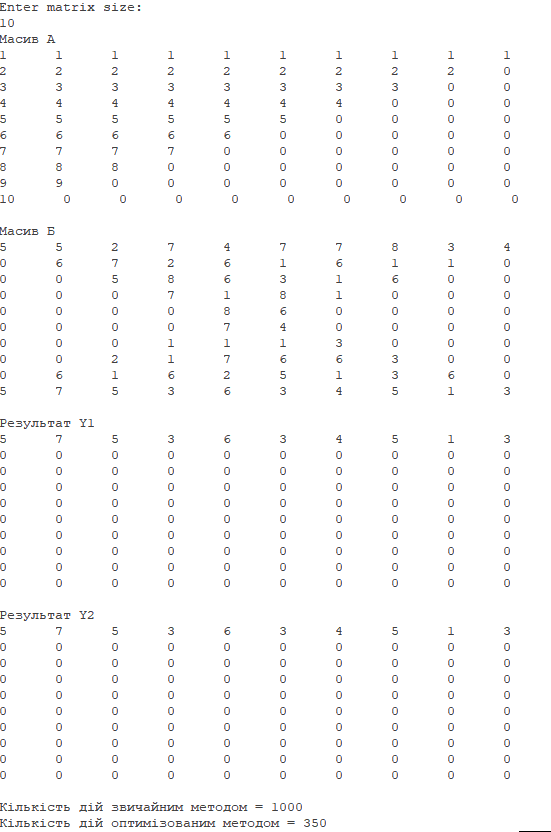 Enter matrix size:
10
Масив А
1 1 1 1 1 1 1 1 1 1
2 2 2 2 2 2 2 2 2 0
3 3 3 3 3 3 3 3 0 0
4 4 4 4 4 4 4 0 0 0
5 5 5 5 5 5 0 0 0 0
6 6 6 6 6 0 0 0 0 0
7 7 7 7 0 0 0 0 0 0
8 8 8 0 0 0 0 0 0 0
9 9 0 0 0 0 0 0 0 0
10 0 0 0 0 0 0 0 0 0
Масив Б
5 5 2 7 4 7 7 8 3 4
0 6 7 2 6 1 6 1 1 0
0 0 5 8 6 3 1 6 0 0
0 0 0 7 1 8 1 0 0 0
0 0 0 0 8 6 0 0 0 0
0 0 0 0 7 4 0 0 0 0
0 0 0 1 1 1 3 0 0 0
0 0 2 1 7 6 6 3 0 0
0 6 1 6 2 5 1 3 6 0
5 7 5 3 6 3 4 5 1 3
Результат Y1
5 7 5 3 6 3 4 5 1 3
0 0 0 0 0 0 0 0 0 0
0 0 0 0 0 0 0 0 0 0
0 0 0 0 0 0 0 0 0 0
0 0 0 0 0 0 0 0 0 0
0 0 0 0 0 0 0 0 0 0
0 0 0 0 0 0 0 0 0 0
0 0 0 0 0 0 0 0 0 0
0 0 0 0 0 0 0 0 0 0
0 0 0 0 0 0 0 0 0 0
Результат Y2
5 7 5 3 6 3 4 5 1 3
0 0 0 0 0 0 0 0 0 0
0 0 0 0 0 0 0 0 0 0
0 0 0 0 0 0 0 0 0 0
0 0 0 0 0 0 0 0 0 0
0 0 0 0 0 0 0 0 0 0
0 0 0 0 0 0 0 0 0 0
0 0 0 0 0 0 0 0 0 0
0 0 0 0 0 0 0 0 0 0
0 0 0 0 0 0 0 0 0 0
Кількість дій звичайним методом = 1000
Кількість дій оптимізованим методом = 350